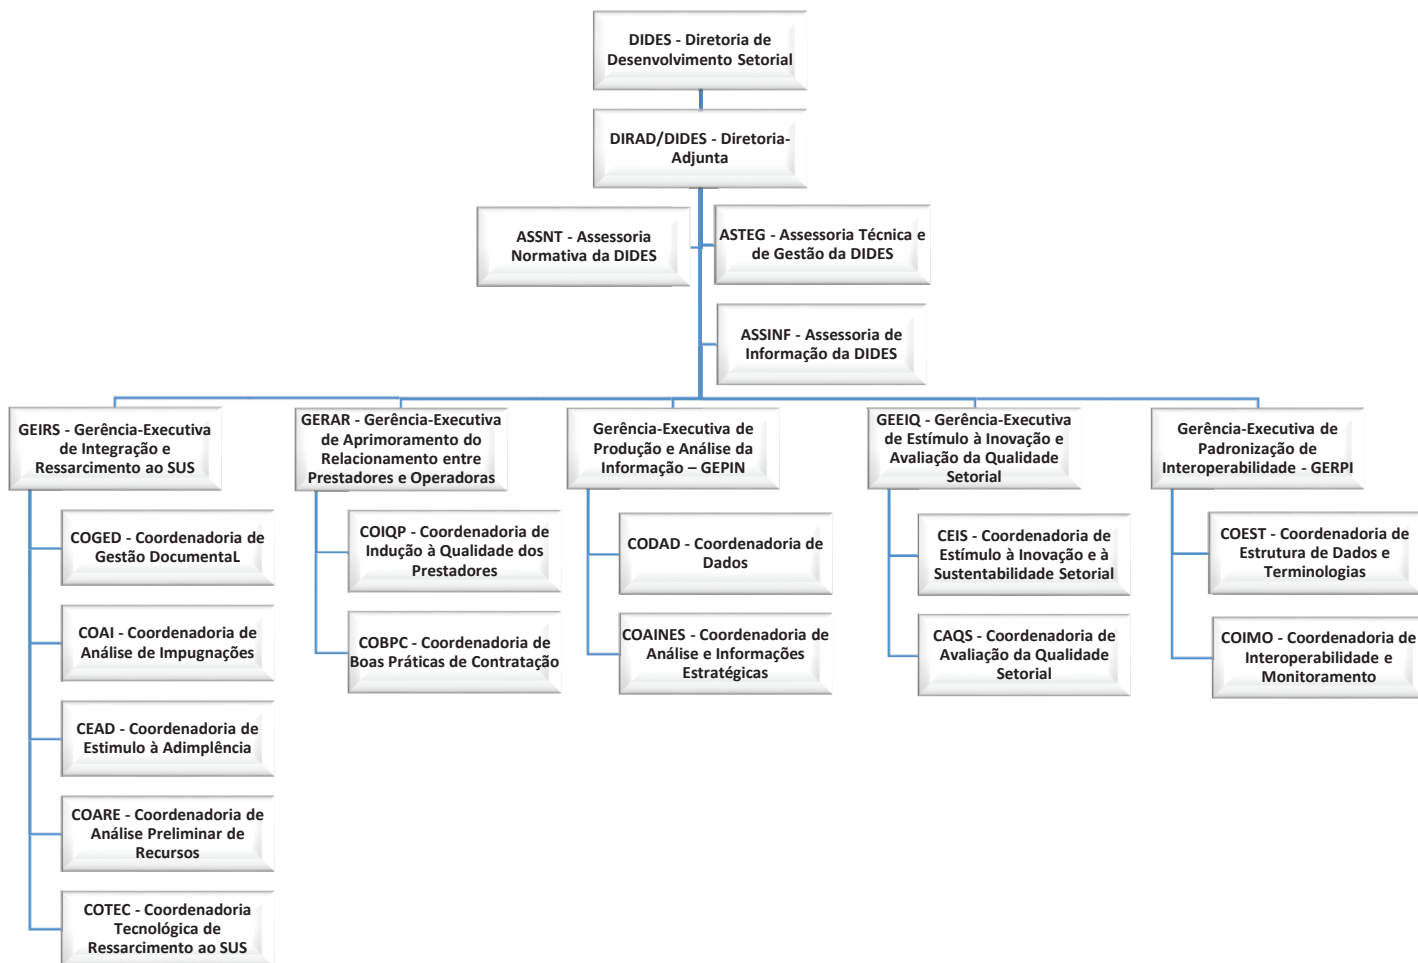 DIDES - Diretoria de
Desenvolvimento Setorial
DIRAD/DIDES - Diretoria-
Adjunta
ASSNT - Assessoria
Normativa da DIDES
ASTEG - Assessoria Técnica e
de Gestão da DIDES
ASSINF - Assessoria de
Informação da DIDES
GEIRS - Gerência-Executiva
de Integração e
Ressarcimento ao SUS
GERAR - Gerência-Executiva
de Aprimoramento do
Relacionamento entre
Prestadores e Operadoras
Gerência-Executiva de
Produção e Análise da
Informação – GEPIN
GEEIQ - Gerência-Executiva
de Estímulo à Inovação e
Avaliação da Qualidade
Setorial
Gerência-Executiva de
Padronização de
Interoperabilidade - GERPI
COGED - Coordenadoria de
Gestão DocumentaL
COAI - Coordenadoria de
Análise de Impugnações
CEAD - Coordenadoria de
Estimulo à Adimplência
COARE - Coordenadoria de
Análise Preliminar de
Recursos
COTEC - Coordenadoria
Tecnológica de
Ressarcimento ao SUS
COIQP - Coordenadoria de
Indução à Qualidade dos
Prestadores
COBPC - Coordenadoria de
Boas Práticas de Contratação
CODAD - Coordenadoria de
Dados
COAINES - Coordenadoria de
Análise e Informações
Estratégicas
CEIS - Coordenadoria de
Estímulo à Inovação e à
Sustentabilidade Setorial
CAQS - Coordenadoria de
Avaliação da Qualidade
Setorial
COEST - Coordenadoria de
Estrutura de Dados e
Terminologias
COIMO - Coordenadoria de
Interoperabilidade e
Monitoramento